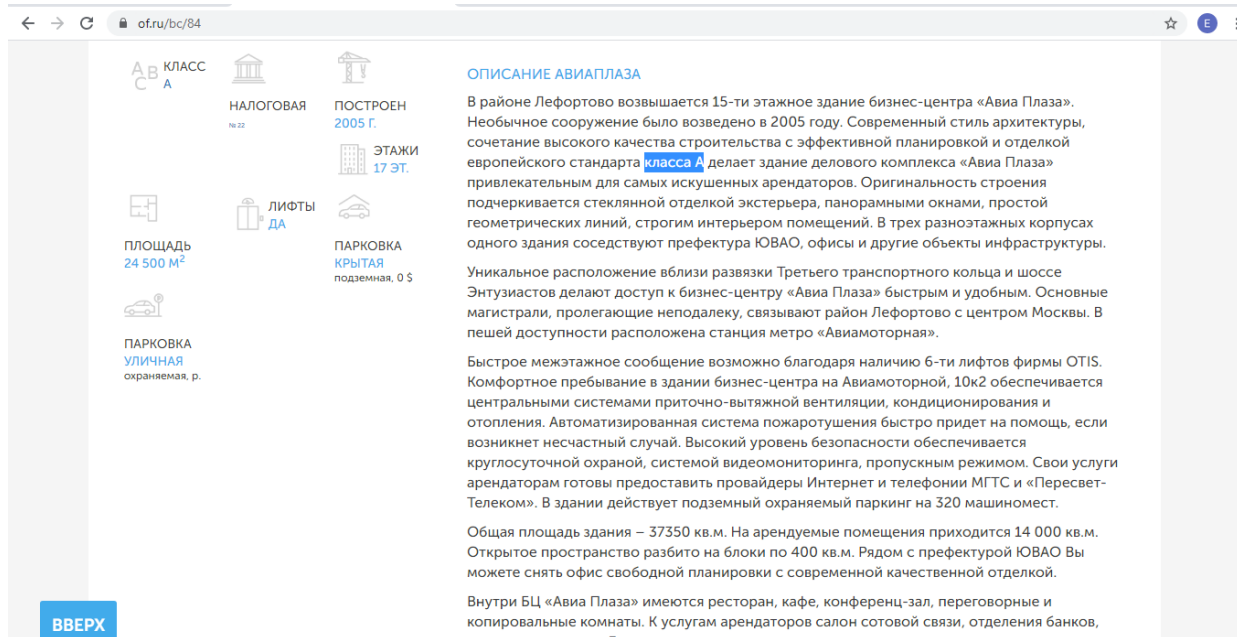 of.ru/bc/84
E
A B C
КЛАСС
А
НАЛОГОВАЯ
№ 22
ПОСТРОЕН
2005 Г.
ЭТАЖИ
17 ЭТ.
ПЛОЩАДЬ
24 500 М²
ЛИФТЫ
ДА
ПАРКОВКА
КРЫТАЯ
подземная, 0 $
ПАРКОВКА
УЛИЧНАЯ
охраняемая, р.
ВВЕРХ
ОПИСАНИЕ АВИАПЛАЗА
В районе Лефортово возвышается 15-ти этажное здание бизнес-центра «Авиа Плаза».
Необычное сооружение было возведено в 2005 году. Современный стиль архитектуры,
сочетание высокого качества строительства с эффективной планировкой и отделкой
европейского стандарта класса А делает здание делового комплекса «Авиа Плаза»
привлекательным для самых искушенных арендаторов. Оригинальность строения
подчеркивается стеклянной отделкой экстерьера, панорамными окнами, простой
геометрических линий, строгим интерьером помещений. В трех разноэтажных корпусах
одного здания соседствуют префектура ЮВАО, офисы и другие объекты инфраструктуры.
Уникальное расположение вблизи развязки Третьего транспортного кольца и шоссе
Энтузиастов делают доступ к бизнес-центру «Авиа Плаза» быстрым и удобным. Основные
магистрали, пролегающие неподалеку, связывают район Лефортово с центром Москвы. В
пешей доступности расположена станция метро «Авиамоторная».
Быстрое межэтажное сообщение возможно благодаря наличию 6-ти лифтов фирмы OTIS.
Комфортное пребывание в здании бизнес-центра на Авиамоторной, 10к2 обеспечивается
центральными системами приточно-вытяжной вентиляции, кондиционирования и
отопления. Автоматизированная система пожаротушения быстро придет на помощь, если
возникнет несчастный случай. Высокий уровень безопасности обеспечивается
круглосуточной охраной, системой видеомониторинга, пропускным режимом. Свои услуги
арендаторам готовы предоставить провайдеры Интернет и телефонии МГТС и «Пересвет-
Телеком». В здании действует подземный охраняемый паркинг на 320 машиномест.
Общая площадь здания – 37350 кв.м. На арендуемые помещения приходится 14 000 кв.м.
Открытое пространство разбито на блоки по 400 кв.м. Рядом с префектурой ЮВАО Вы
можете снять офис свободной планировки с современной качественной отделкой.
Внутри БЦ «Авиа Плаза» имеются ресторан, кафе, конференц-зал, переговорные и
копировальные комнаты. К услугам арендаторов салон сотовой связи, отделения банков,